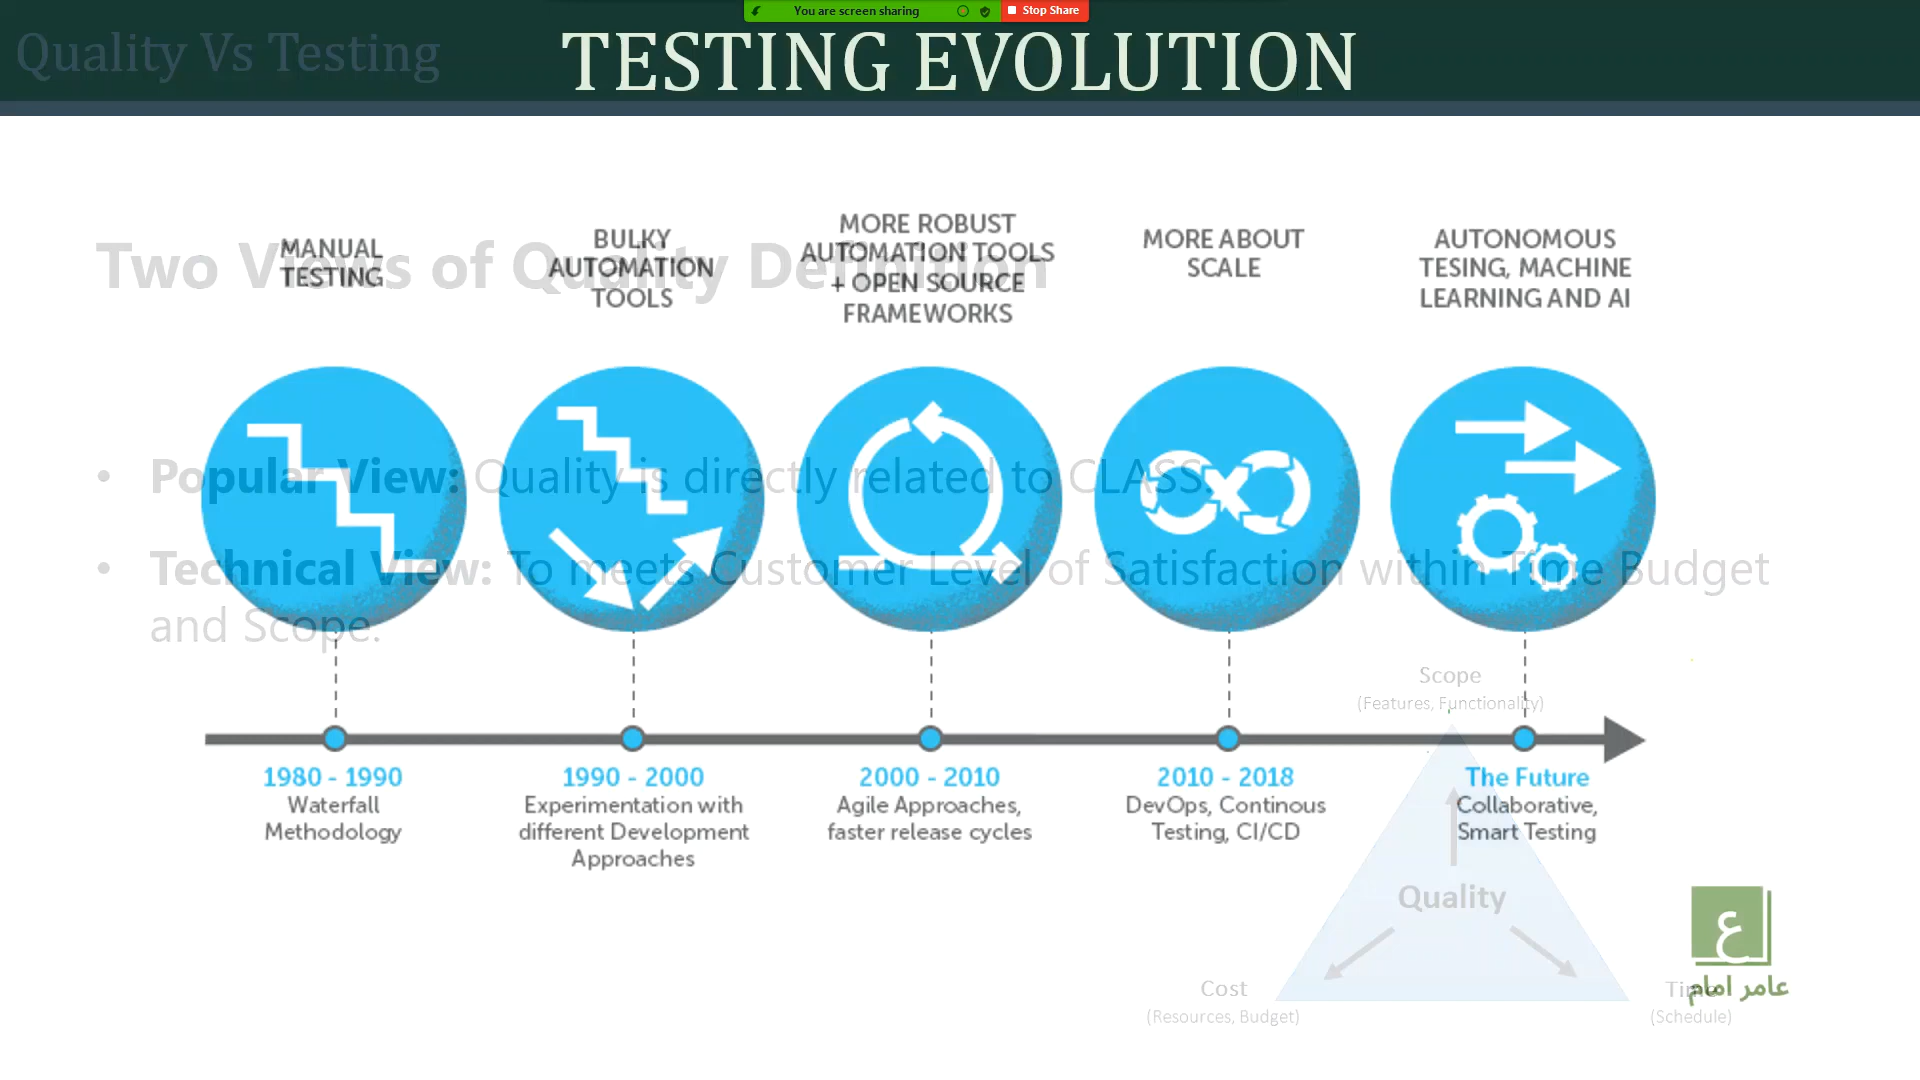 You are screen sharing
Stop Share
Quality Vs Testing
TESTING EVOLUTION
Two Views of Quality Definition
MANUAL
TESTING
BULKY
AUTOMATION
TOOLS
MORE ROBUST
AUTOMATION TOOLS
+ OPEN SOURCE
FRAMEWORKS
MORE ABOUT
SCALE
AUTONOMOUS
TESING, MACHINE
LEARNING AND AI
• Popular View: Quality is directly related to CLASS.
• Technical View: To meets Customer Level of Satisfaction within Time Budget
and Scope.
1980 - 1990
Waterfall
Methodology
1990 - 2000
Experimentation with
different Development
Approaches
2000 - 2010
Agile Approaches,
faster release cycles
2010 - 2018
DevOps, Continous
Testing, CI/CD
The Future
Collaborative,
Smart Testing
Scope
(Features, Functionality)
Quality
Cost
(Resources, Budget)
Time
(Schedule)
ع
عامر امام